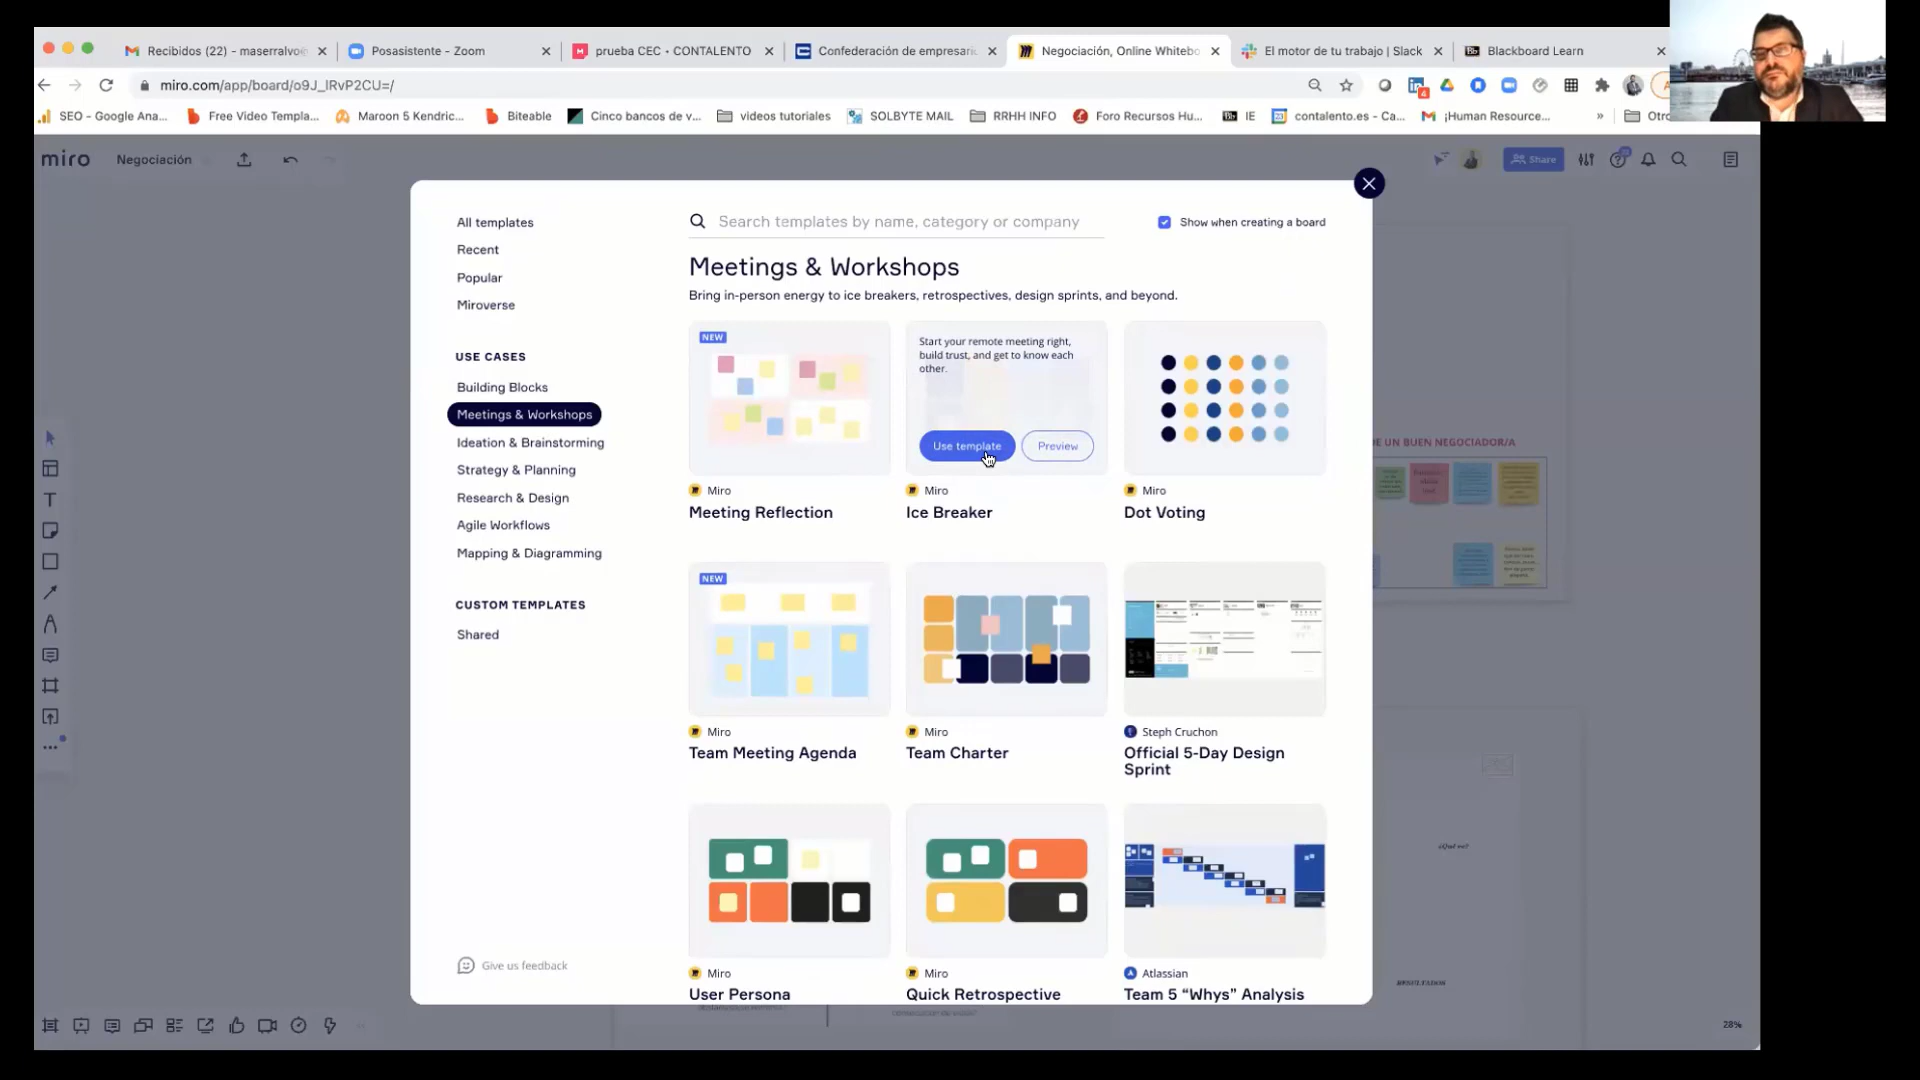 Recibidos (22) - maserralvo@
Posasistente - Zoom
prueba CEC • CONTALENTO
Confederación de empresari
Negociación, Online Whitebo
El motor de tu trabajo | Slack
Blackboard Learn
miro.com/app/board/o9J_lRvP2CU=/
SEO - Google Ana...
Free Video Templa...
Maroon 5 Kendric...
Biteable
Cinco bancos de v...
videos tutoriales
SOLBYTE MAIL
RRHH INFO
Foro Recursos Hu...
IE
contalento.es - Ca...
¡Human Resource...
»
Otro
miro
Negociación
Share
All templates
Recent
Popular
Miroverse
USE CASES
Building Blocks
Meetings & Workshops
Ideation & Brainstorming
Strategy & Planning
Research & Design
Agile Workflows
Mapping & Diagramming
CUSTOM TEMPLATES
Shared
Give us feedback
Search templates by name, category or company
Show when creating a board
Meetings & Workshops
Bring in-person energy to ice breakers, retrospectives, design sprints, and beyond.
NEW
Miro
Meeting Reflection
Start your remote meeting right,
build trust, and get to know each
other.
Use template
Preview
Miro
Ice Breaker
Miro
Dot Voting
NEW
Miro
Team Meeting Agenda
Miro
Team Charter
Steph Cruchon
Official 5-Day Design
Sprint
Miro
User Persona
Miro
Quick Retrospective
Atlassian
Team 5 “Whys” Analysis
DE UN BUEN NEGOCIADOR/A
¿Qué es?
RESULTADOS
28%